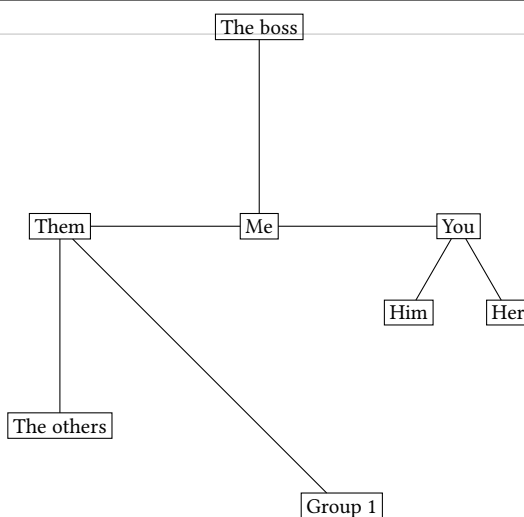 The boss
Them
Me
You
Him
Her
The others
Group 1